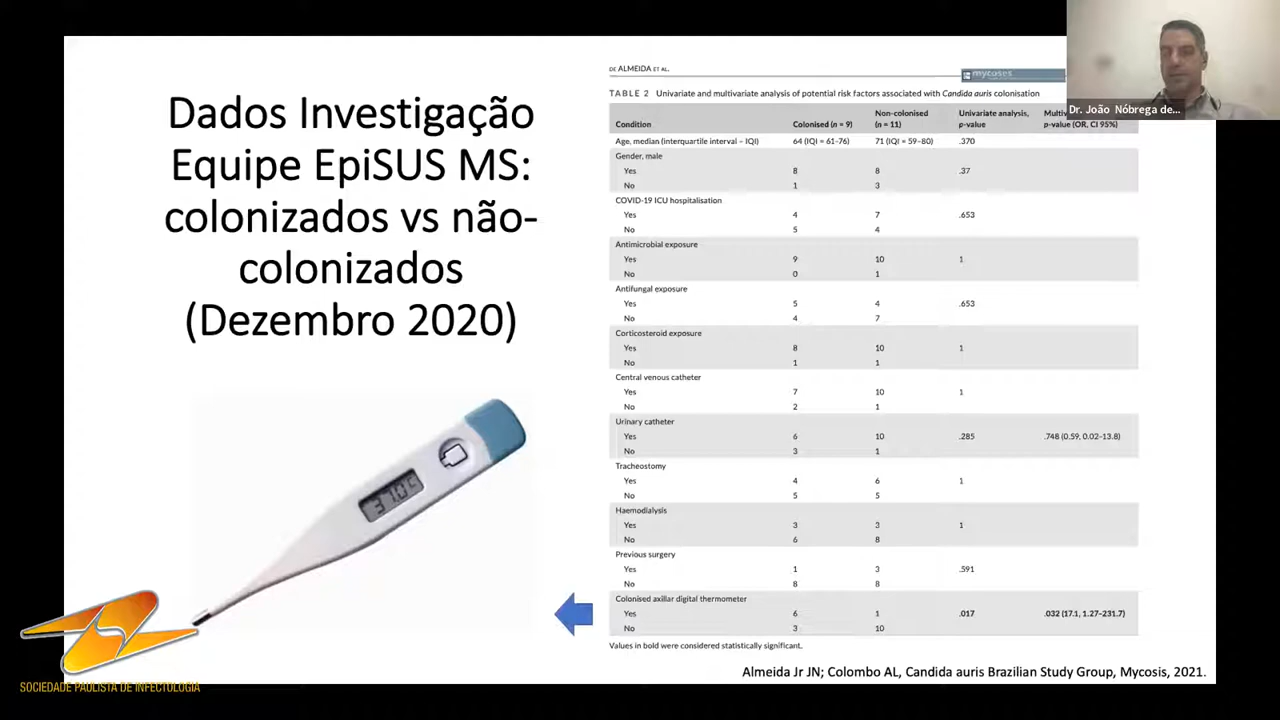 Dados Investigação
Equipe EpiSUS MS:
colonizados vs não-
colonizados
(Dezembro 2020)
37.0°C
SOCIEDADE PAULISTA DE INFECTOLOGIA
DE ALMEIDA ET AL.
mycoses
Dr. João Nóbrega de...
TABLE 2 Univariate and multivariate analysis of potential risk factors associated with Candida auris colonisation
Condition Colonised (n = 9) Non-colonised (n = 11) Univariate analysis, p-value p-value (OR, CI 95%)
Age, median (interquartile interval – IQI) 64 (IQI = 61-76) 71 (IQI = 59–80) .370
Gender, male
Yes 8 8 .37
No 1 3
COVID-19 ICU hospitalisation
Yes 4 7 .653
No 5 4
Antimicrobial exposure
Yes 9 10 1
No 0 1
Antifungal exposure
Yes 5 4 .653
No 4 7
Corticosteroid exposure
Yes 8 10 1
No 1 1
Central venous catheter
Yes 7 10 1
No 2 1
Urinary catheter
Yes 6 10 .285 .748 (0.59, 0.02-13.8)
No 3 1
Tracheostomy
Yes 4 6 1
No 5 5
Haemodialysis
Yes 3 3 1
No 6 8
Previous surgery
Yes 1 3 .591
No 8 8
Colonised axillar digital thermometer
Yes 6 1 .017 .032 (17.1, 1.27–231.7)
No 3 10
Values in bold were considered statistically significant.
Almeida Jr JN; Colombo AL, Candida auris Brazilian Study Group, Mycosis, 2021.